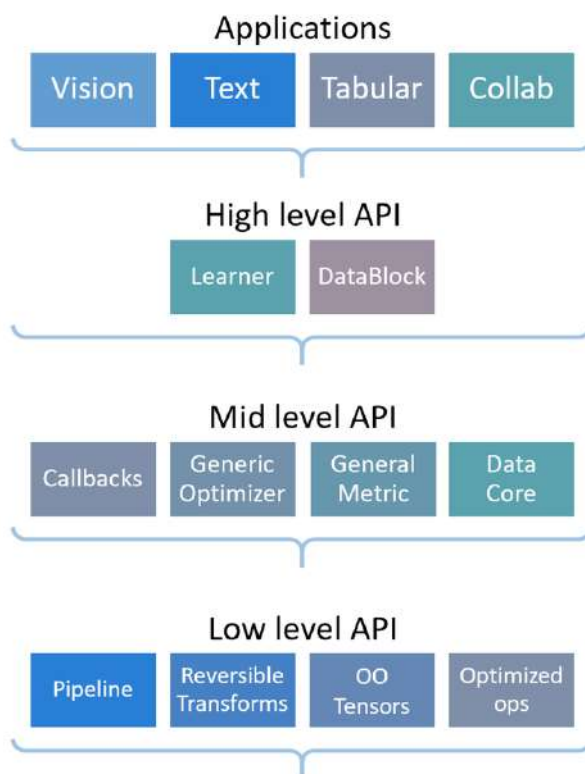 Applications
Vision Text Tabular Collab
High level API
Learner DataBlock
Mid level API
Callbacks
Generic
Optimizer
General
Metric
Data
Core
Low level API
Pipeline
Reversible
Transforms
OO
Tensors
Optimized
ops